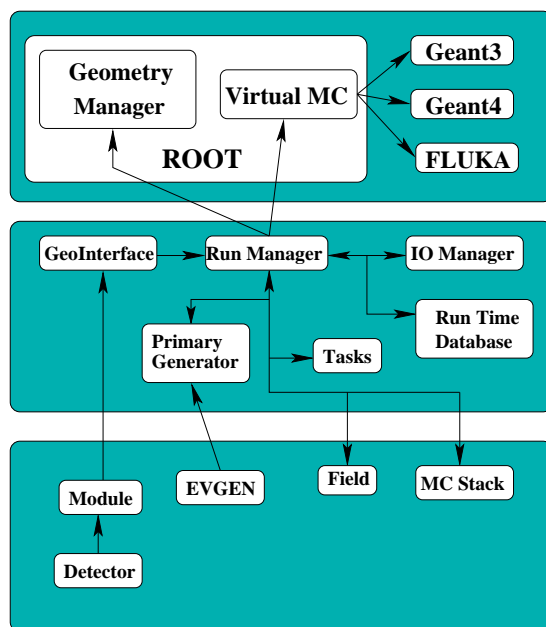 Geometry
Manager
Virtual MC
ROOT
Geant3
Geant4
FLUKA
GeoInterface
Run Manager
IO Manager
Primary
Generator
Tasks
Run Time
Database
Module
EVGEN
Field
MC Stack
Detector